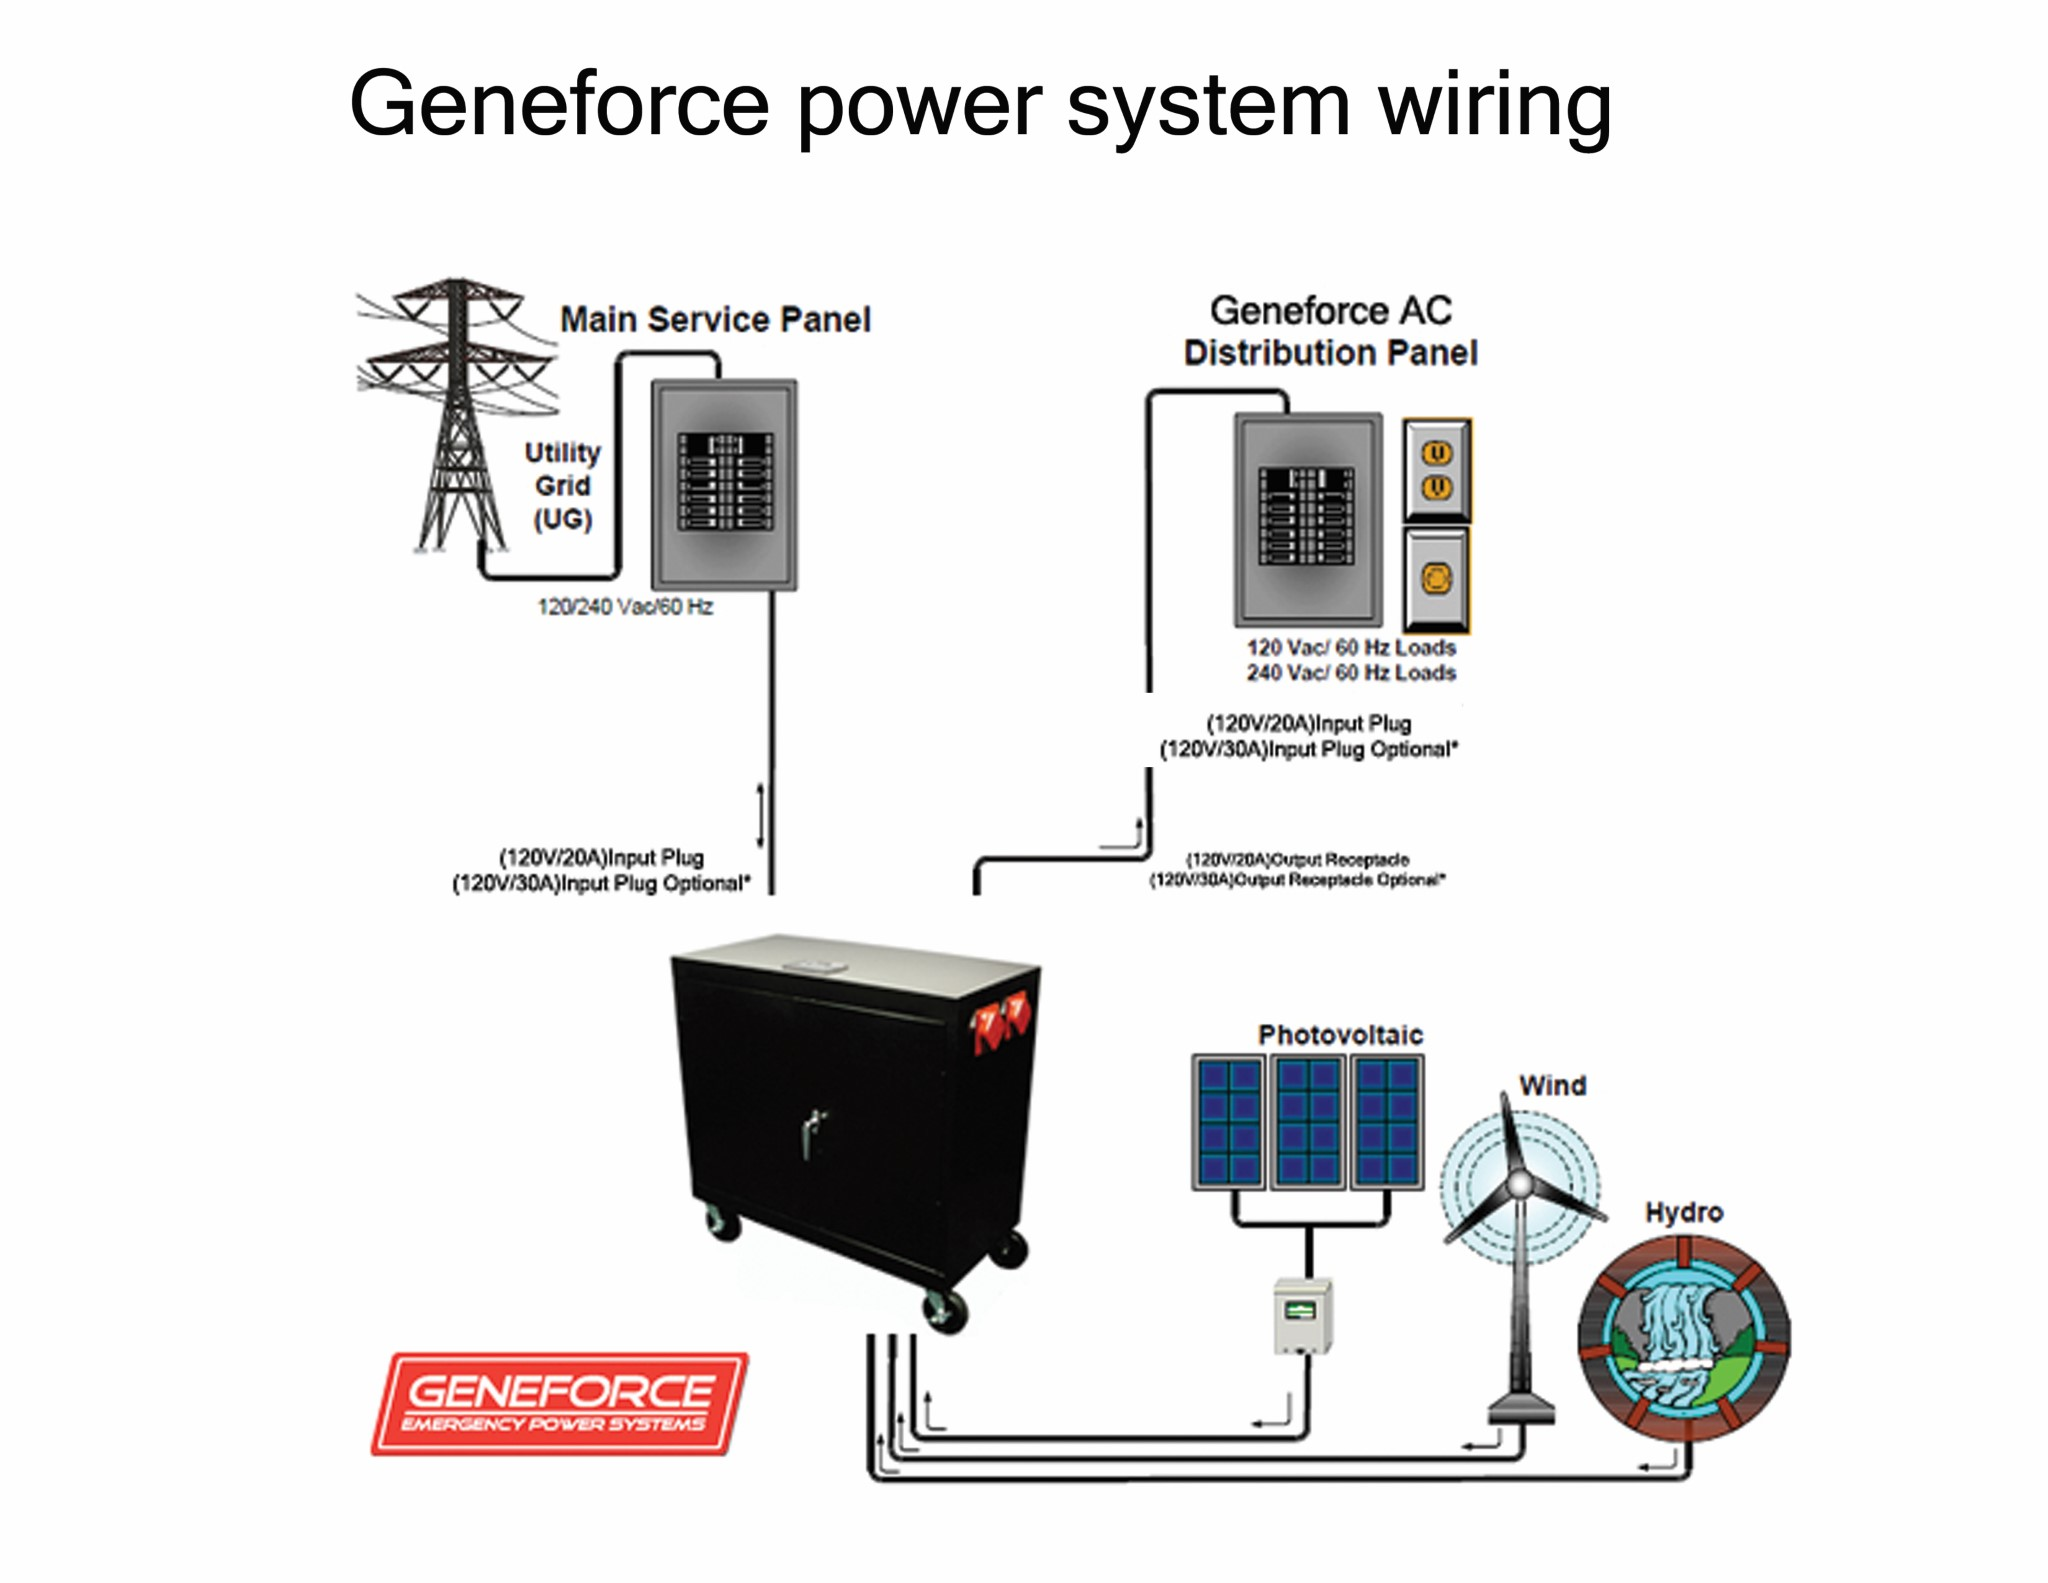 Geneforce power system wiring
Main Service Panel
Utility
Grid
(UG)
120/240 Vac/60 Hz
Geneforce AC
Distribution Panel
120 Vac/ 60 Hz Loads
240 Vac/ 60 Hz Loads
(120V/20A)Input Plug
(120V/30A)Input Plug Optional*
(120V/20A)Input Plug
(120V/30A)Input Plug Optional*
(120V/20A)Output Receptacle
(120V/30A)Output Receptacle Optional*
Photovoltaic
Wind
Hydro
GENEFORCE
EMERGENCY POWER SYSTEMS